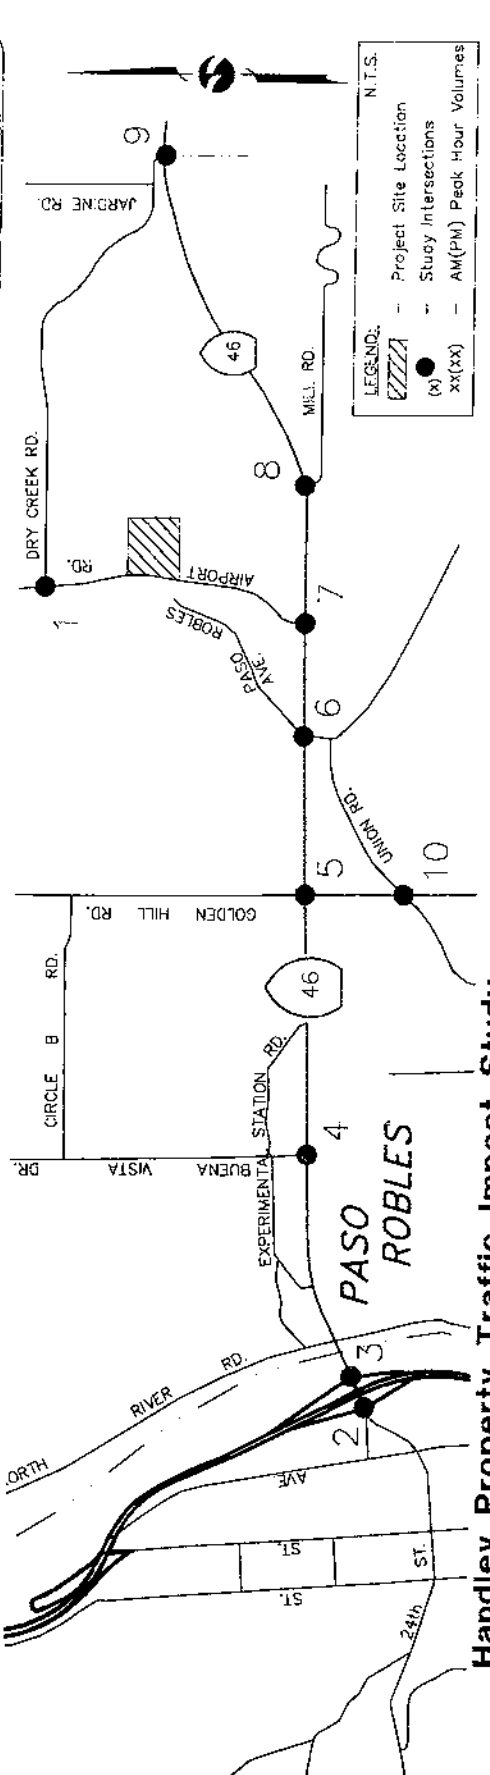 9
JARDINE RD.
DRY CREEK RD.
46
MILL RD.
8
N.T.S.
LEGEND:
– Project Site Location
(x) – Study Intersections
xx(xx) – AM(PM) Peak Hour Volumes
AIRPORT RD.
7
PASO ROBLES
AVE.
6
UNION RD.
5
10
GOLDEN HILL RD.
46
CIRCLE B RD.
BUENA VISTA DR.
EXPERIMENTAL STATION RD.
4
PASO
ROBLES
3
2
RIVER RD.
AVE
ST.
ST.
24th ST.
Handley Property Traffic Impact Study